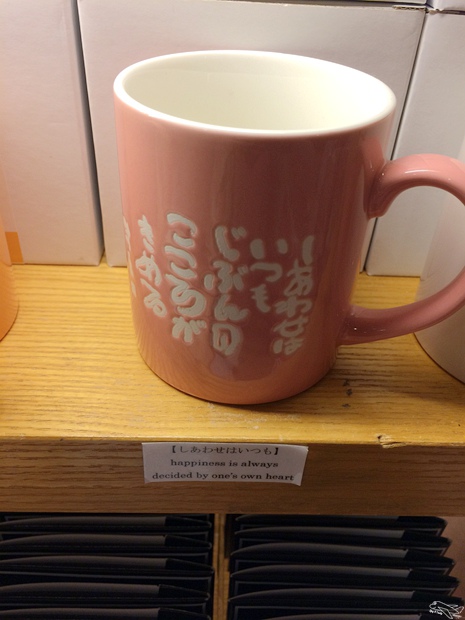 しあわせは
いつも
じぶんの
こころが
きめる
【しあわせはいつも】
happiness is always
decided by one's own heart